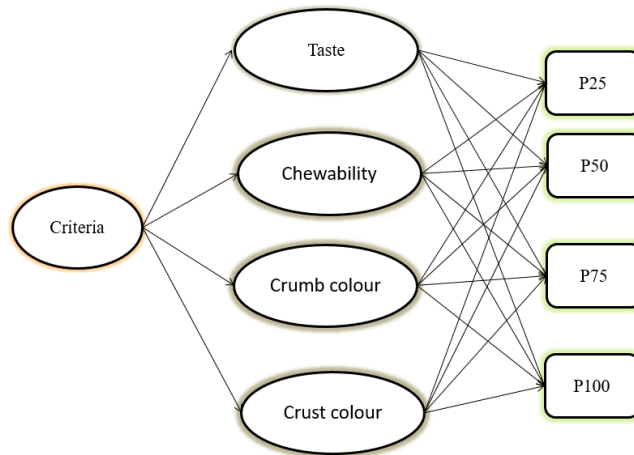 Criteria
Taste
Chewability
Crumb colour
Crust colour
P25
P50
P75
P100